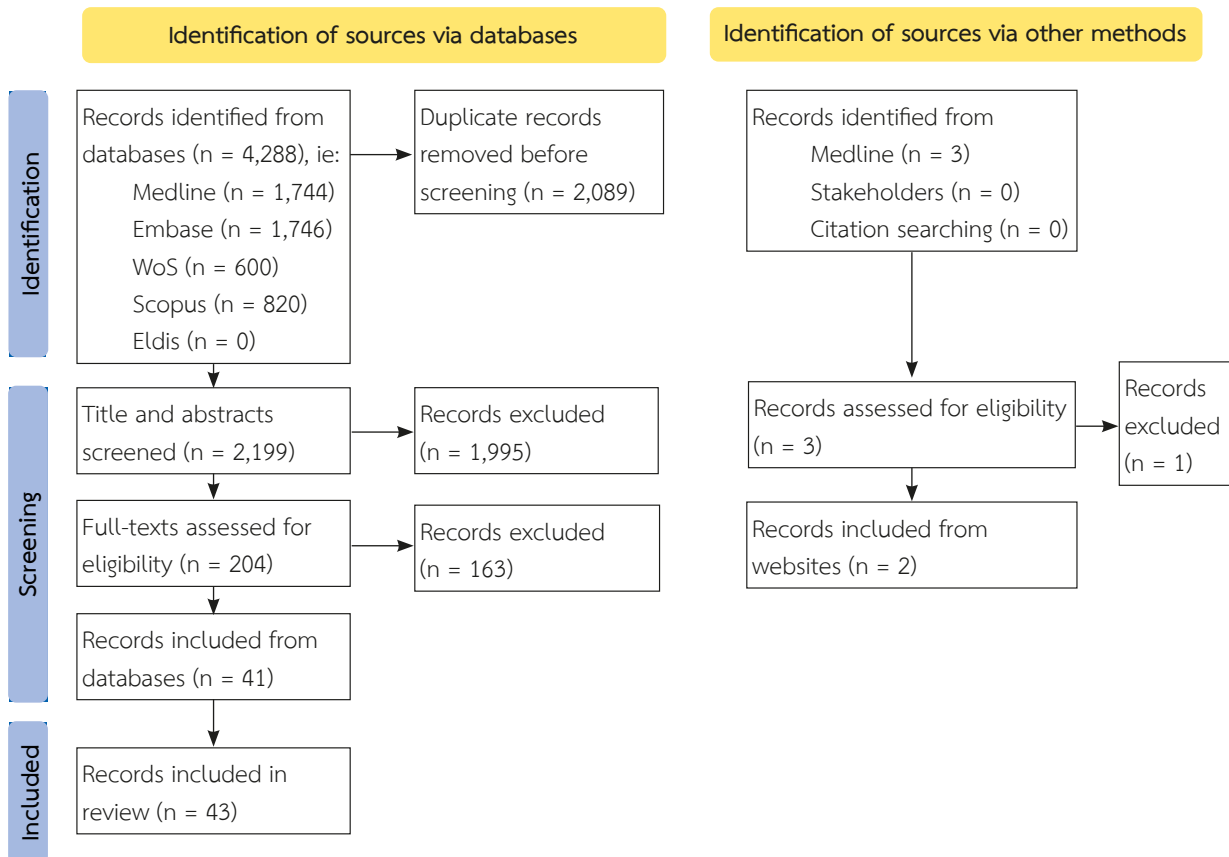 Identification of sources via databases
Identification of sources via other methods
Identification
Records identified from
databases (n = 4,288), ie:
Medline (n = 1,744)
Embase (n = 1,746)
WoS (n = 600)
Scopus (n = 820)
Eldis (n = 0)
Duplicate records
removed before
screening (n = 2,089)
Records identified from
Medline (n = 3)
Stakeholders (n = 0)
Citation searching (n = 0)
Screening
Title and abstracts
screened (n = 2,199)
Records excluded
(n = 1,995)
Records assessed for eligibility
(n = 3)
Records
excluded
(n = 1)
Full-texts assessed for
eligibility (n = 204)
Records excluded
(n = 163)
Records included from
websites (n = 2)
Records included from
databases (n = 41)
Included
Records included in
review (n = 43)